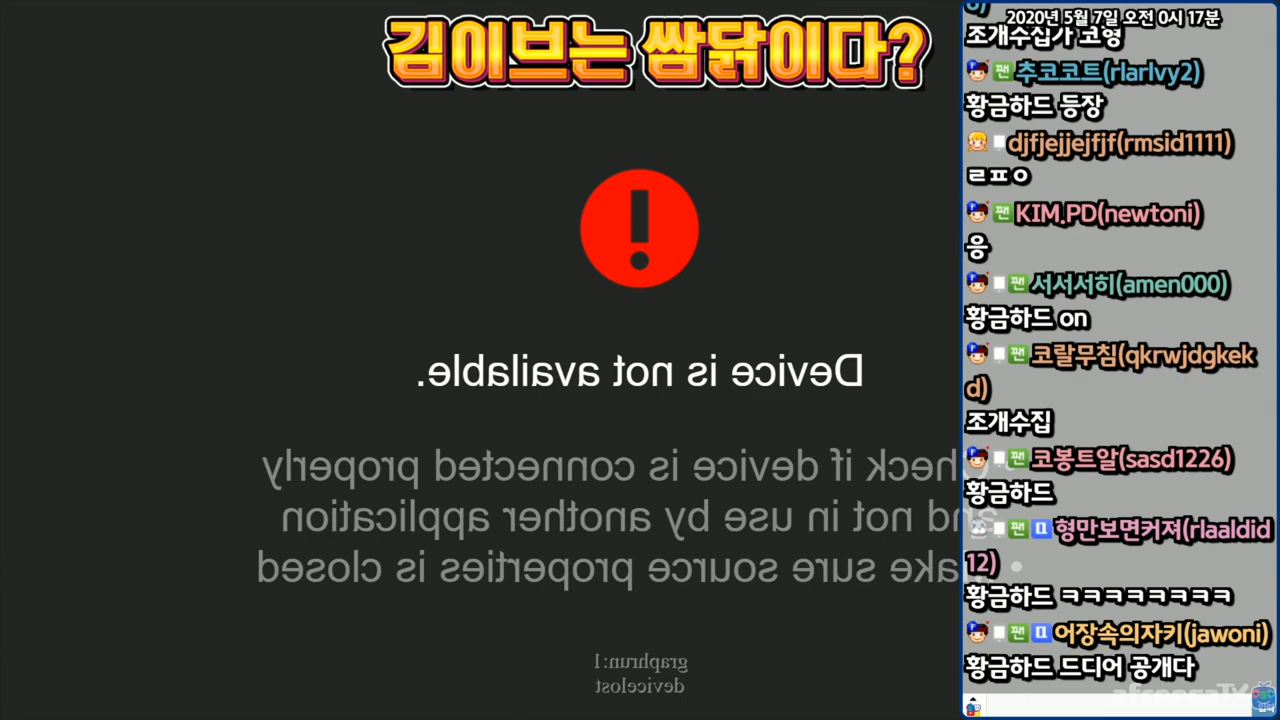 김이브는 쌈닭이다?
Device is not available.
Check if device is connected properly
and not in use by another application
make sure source properties is closed
graphrun:1
devicelost
2020년 5월 7일 오전 0시 17분
조개수집가 코영
추코코트(rlarlvy2)
황금하드 등장
djfjejjejfjf(rmsid1111)
ㄹㅍㅇ
KIM.PD(newtoni)
응
서서서히(amen000)
황금하드 on
코랄무침(qkrwjdgkek
d)
조개수집
코봉트알(sasd1226)
황금하드
형만보면커져(rlaaldid
12)
황금하드 ㅋㅋㅋㅋㅋㅋㅋㅋ
어장속의자키(jawoni)
황금하드 드디어 공개다
afreecaTV